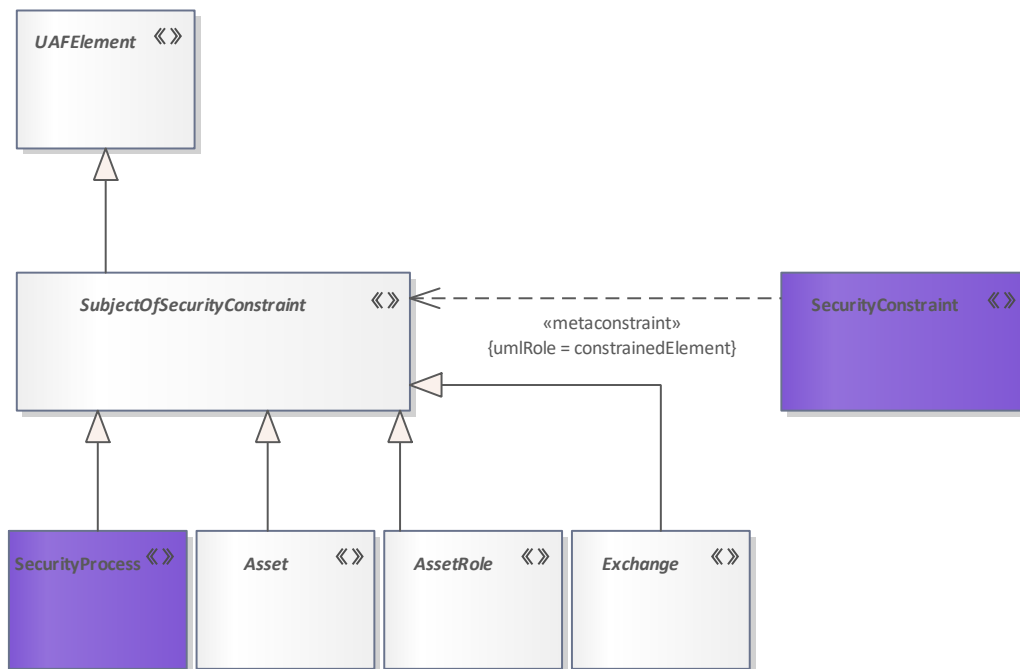 UAFElement «»
SubjectOfSecurityConstraint «»
SecurityConstraint «»
«metaconstraint»
{umlRole = constrainedElement}
SecurityProcess «»
Asset «»
AssetRole «»
Exchange «»